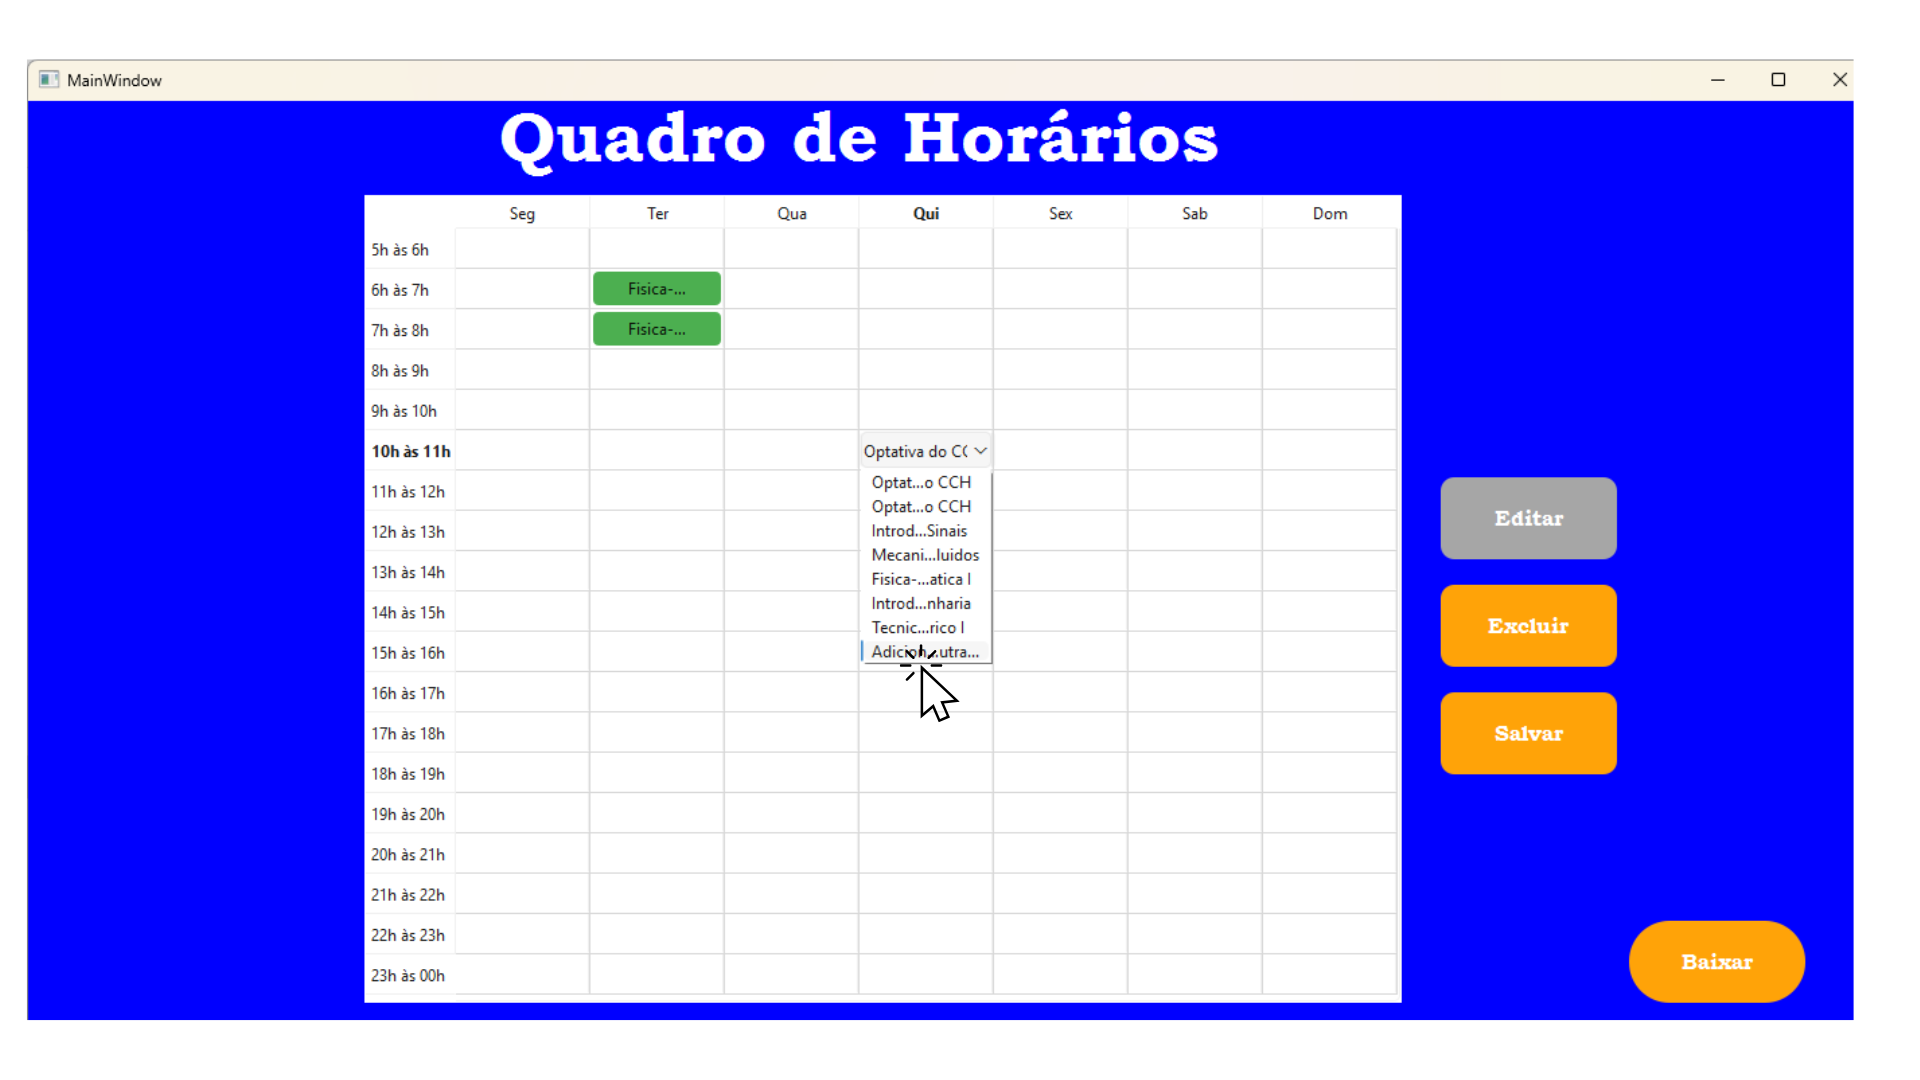 MainWindow
Quadro de Horários
Seg Ter Qua Qui Sex Sab Dom
5h às 6h
6h às 7h Fisica-...
7h às 8h Fisica-...
8h às 9h
9h às 10h
10h às 11h Optativa do CC
11h às 12h
Optat...o CCH
Optat...o CCH
12h às 13h
Introd...Sinais
Mecani...luidos
13h às 14h
Fisica-...atica I
14h às 15h
Introd...nharia
Tecnic...rico I
15h às 16h
Adicion...utra...
16h às 17h
17h às 18h
18h às 19h
19h às 20h
20h às 21h
21h às 22h
22h às 23h
23h às 00h
Editar
Excluir
Salvar
Baixar